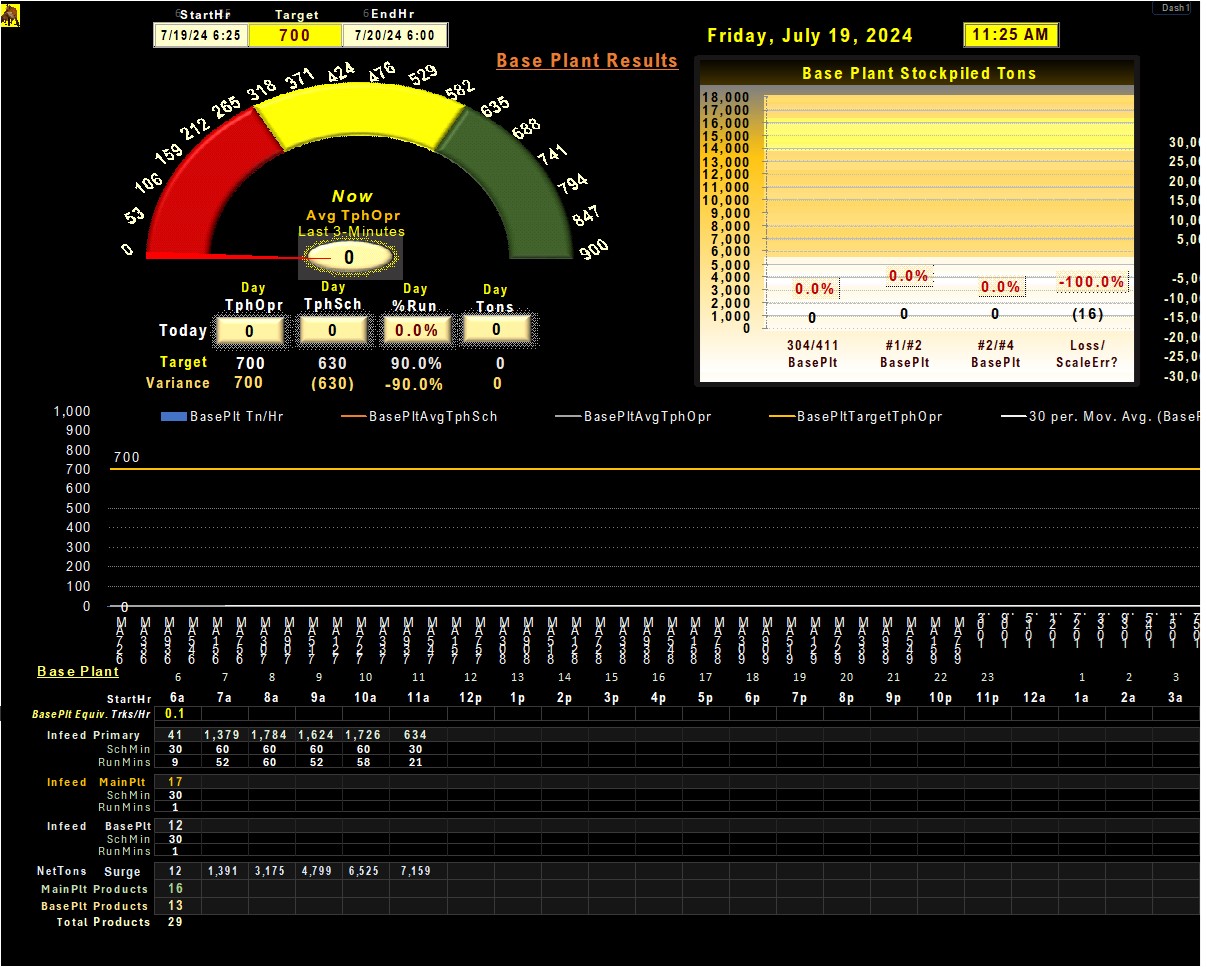 Dash1
StartHr Target EndHr
7/19/24 6:25 700 7/20/24 6:00
Friday, July 19, 2024 11:25 AM
Base Plant Results
0 53 106 159 212 265 318 371 424 476 529 582 635 688 741 794 847 900
Now
Avg TphOpr
Last 3-Minutes
0
Day Day Day Day
TphOpr TphSch %Run Tons
Today 0 0 0.0% 0
Target 700 630 90.0% 0
Variance 700 (630) -90.0% 0
Base Plant Stockpiled Tons
18,000
17,000
16,000
15,000
14,000
13,000
12,000
11,000
10,000
9,000
8,000
7,000
6,000
5,000
4,000
3,000
2,000
1,000
0
0.0% 0.0% 0.0% -100.0%
0 0 0 (16)
304/411 #1/#2 #2/#4 Loss/
BasePlt BasePlt BasePlt ScaleErr?
30,0
25,0
20,0
15,0
10,0
5,0
-5,0
-10,0
-15,0
-20,0
-25,0
-30,0
BasePlt Tn/Hr BasePltAvgTphSch BasePltAvgTphOpr BasePltTargetTphOpr 30 per. Mov. Avg. (BaseP
1,000
900
800
700
600
500
400
300
200
100
0
700
0
Base Plant
6 7 8 9 10 11 12 13 14 15 16 17 18 19 20 21 22 23 1 2 3
StartHr 6a 7a 8a 9a 10a 11a 12p 1p 2p 3p 4p 5p 6p 7p 8p 9p 10p 11p 12a 1a 2a 3a
BasePlt Equiv. Trks/Hr 0.1
Infeed Primary 41 1,379 1,784 1,624 1,726 634
SchMin 30 60 60 60 60 30
RunMins 9 52 60 52 58 21
Infeed MainPlt 17
SchMin 30
RunMins 1
Infeed BasePlt 12
SchMin 30
RunMins 1
NetTons Surge 12 1,391 3,175 4,799 6,525 7,159
MainPlt Products 16
BasePlt Products 13
Total Products 29